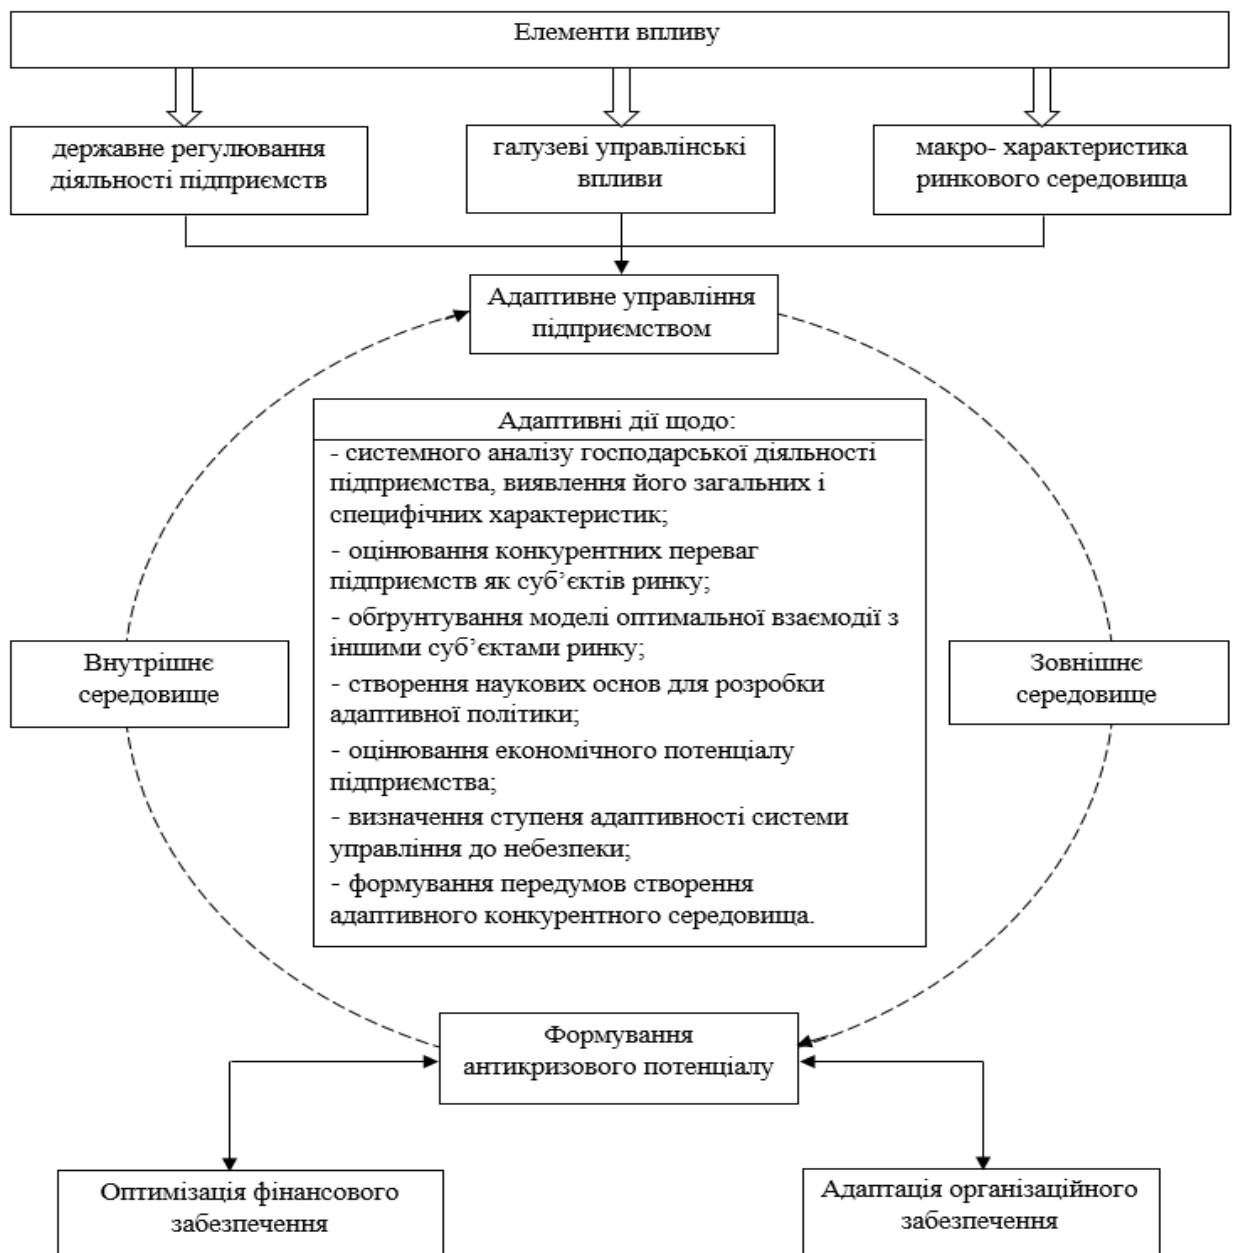 Елементи впливу
державне регулювання
діяльності підприємств
галузеві управлінські
впливи
макро- характеристика
ринкового середовища
Адаптивне управління
підприємством
Адаптивні дії щодо:
- системного аналізу господарської діяльності
підприємства, виявлення його загальних і
специфічних характеристик;
- оцінювання конкурентних переваг
підприємств як суб’єктів ринку;
- обґрунтування моделі оптимальної взаємодії з
іншими суб’єктами ринку;
- створення наукових основ для розробки
адаптивної політики;
- оцінювання економічного потенціалу
підприємства;
- визначення ступеня адаптивності системи
управління до небезпеки;
- формування передумов створення
адаптивного конкурентного середовища.
Внутрішнє
середовище
Зовнішнє
середовище
Формування
антикризового потенціалу
Оптимізація фінансового
забезпечення
Адаптація організаційного
забезпечення